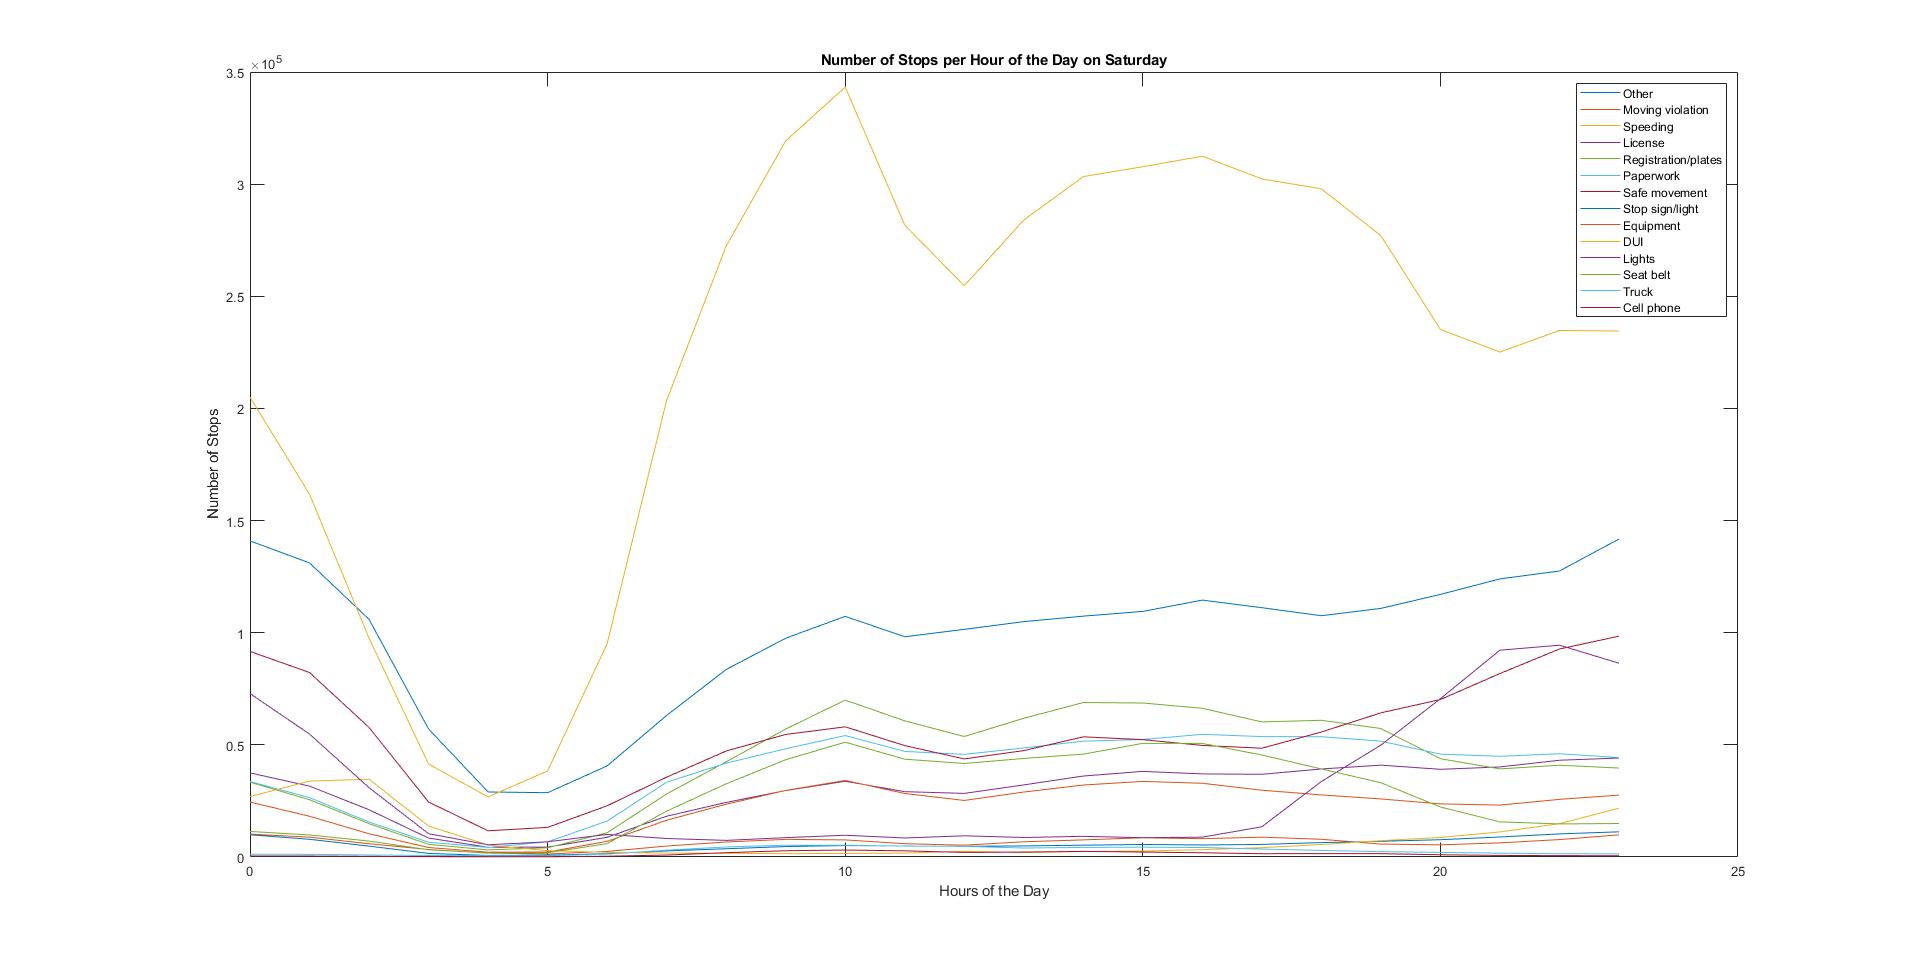 Number of Stops per Hour of the Day on Saturday
×10^5
3.5
3
2.5
2
1.5
1
0.5
0
Number of Stops
Other
Moving violation
Speeding
License
Registration/plates
Paperwork
Safe movement
Stop sign/light
Equipment
DUI
Lights
Seat belt
Truck
Cell phone
0 5 10 15 20 25
Hours of the Day